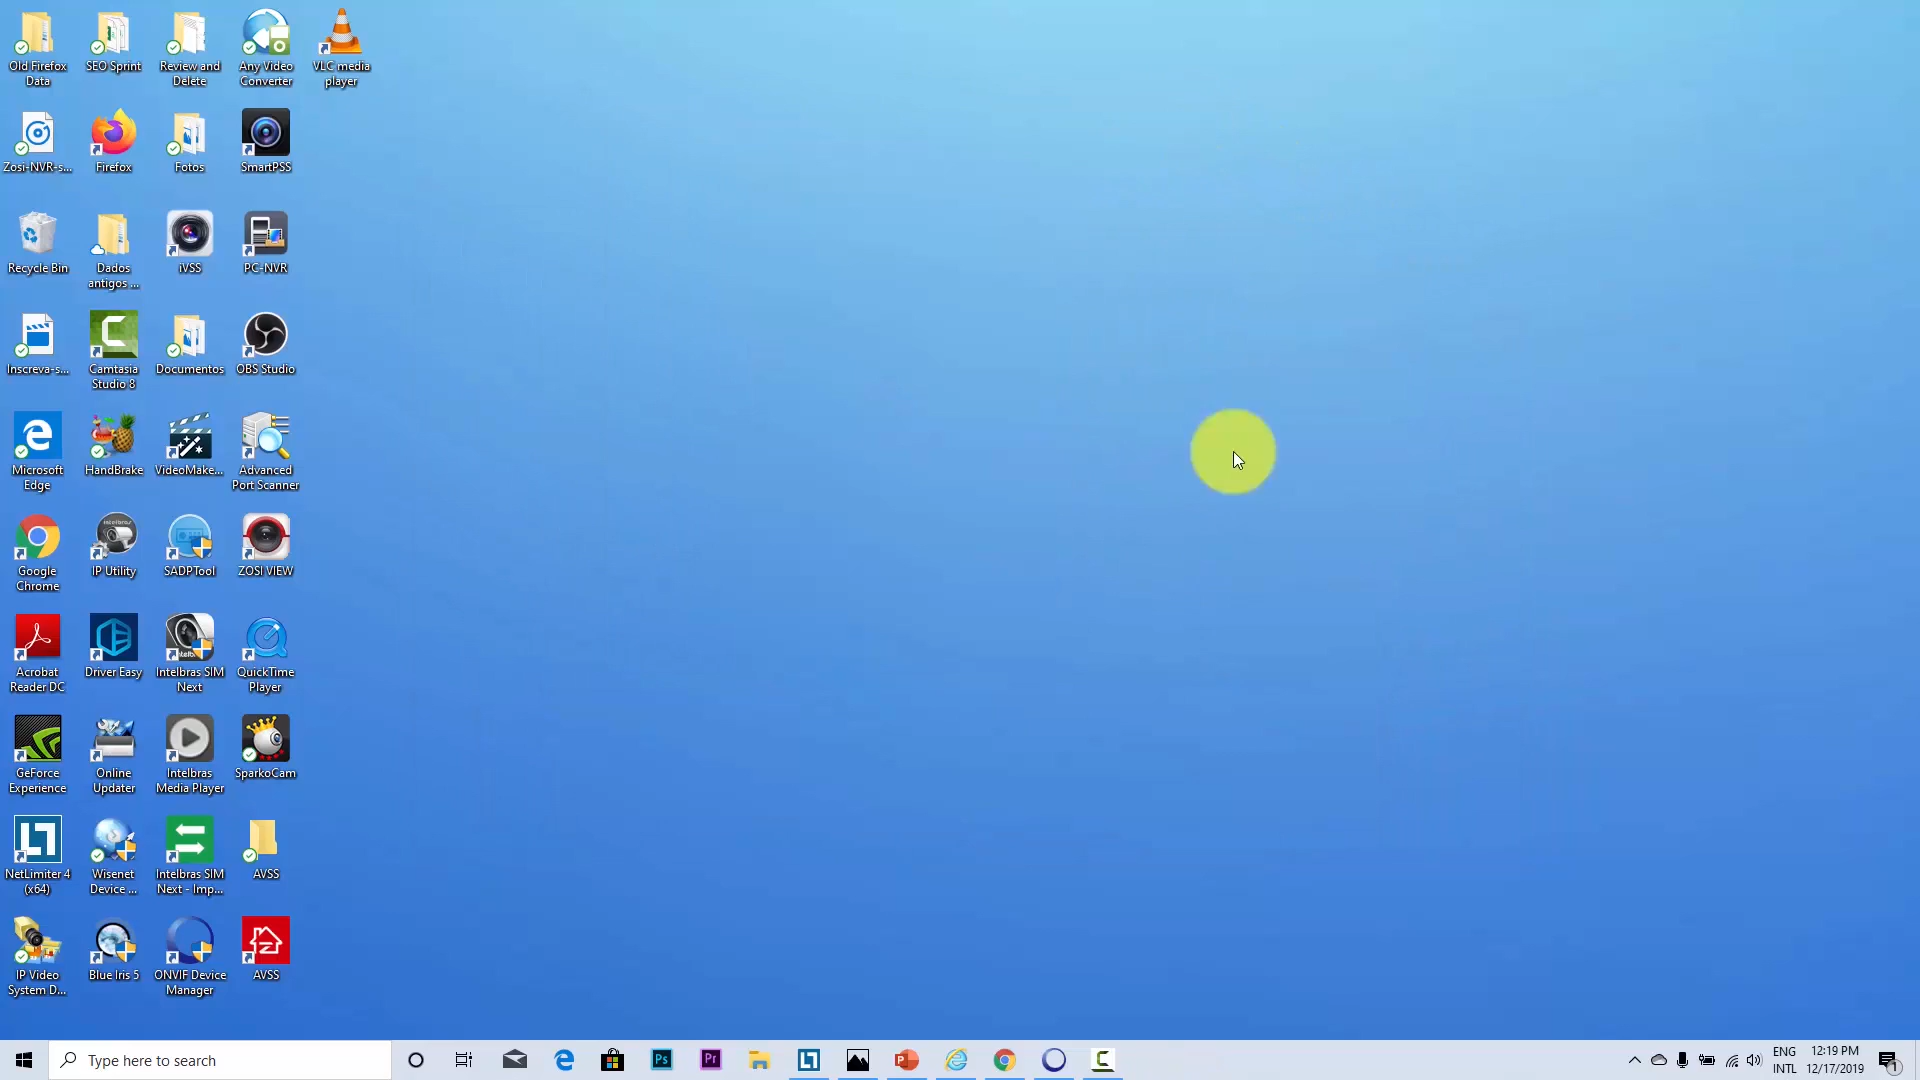 Old Firefox
Data
SEO Sprint
Review and
Delete
Any Video
Converter
VLC media
player
Zosi-NVR-s...
Firefox
Fotos
SmartPSS
Recycle Bin
Dados
antigos ...
iVSS
PC-NVR
Inscreva-s...
Camtasia
Studio 8
Documentos
OBS Studio
Microsoft
Edge
HandBrake
VideoMake...
Advanced
Port Scanner
Google
Chrome
IP Utility
SADPTool
ZOSI VIEW
Acrobat
Reader DC
Driver Easy
Intelbras SIM
Next
QuickTime
Player
GeForce
Experience
Online
Updater
Intelbras
Media Player
SparkoCam
NetLimiter 4
(x64)
Wisenet
Device ...
Intelbras SIM
Next - Imp...
AVSS
IP Video
System D...
Blue Iris 5
ONVIF Device
Manager
AVSS
Type here to search
Ps
Pr
ENG
INTL
12:19 PM
12/17/2019
1